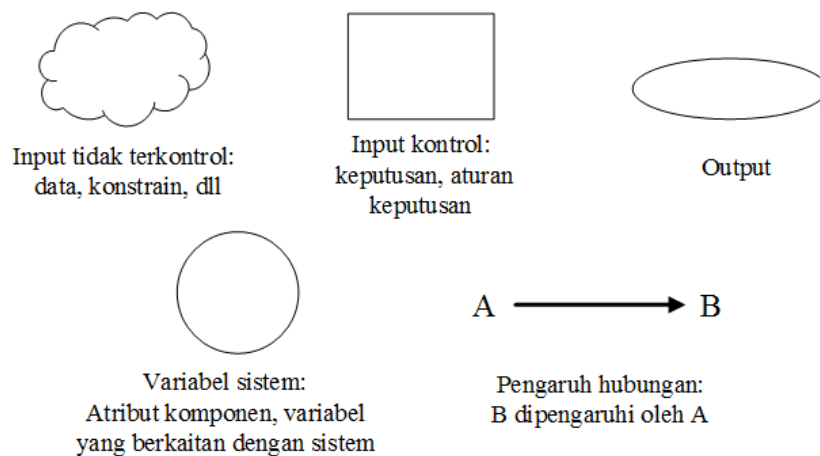 Input tidak terkontrol:
data, konstrain, dll
Input kontrol:
keputusan, aturan
keputusan
Output
Variabel sistem:
Atribut komponen, variabel
yang berkaitan dengan sistem
A B
Pengaruh hubungan:
B dipengaruhi oleh A